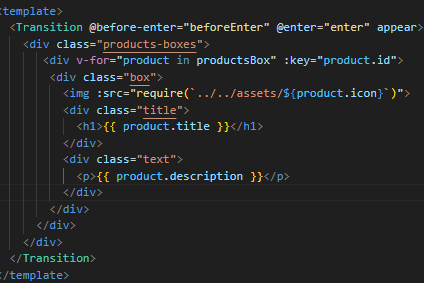 <template>
<Transition @before-enter="beforeEnter" @enter="enter" appear>
<div class="products-boxes">
<div v-for="product in productsBox" :key="product.id">
<div class="box">
<img :src="require(`../../assets/${product.icon}`)">
<div class="title">
<h1>{{ product.title }}</h1>
</div>
<div class="text">
<p>{{ product.description }}</p>
</div>
</div>
</div>
</div>
</Transition>
</template>